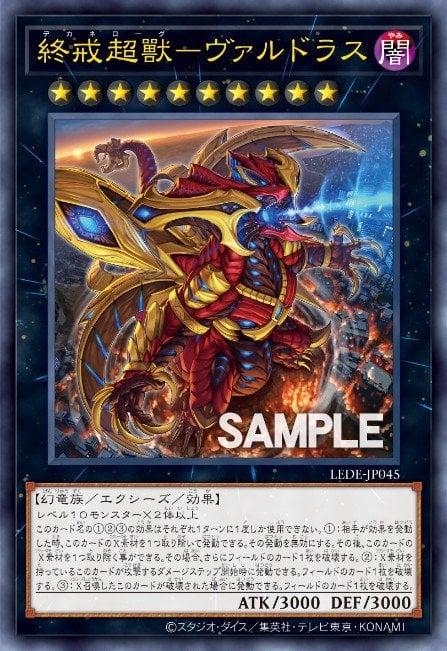 デカネローグ
終戒超獸－ヴァルドラス
やみ
闇
SAMPLE
LEDE-JP045
【幻竜族／エクシーズ／効果】
レベル１０モンスター×２体以上
このカード名の①②③の効果はそれぞれ１ターンに１度しか使用できない。①：相手が効果を発動
した時、このカードのＸ素材を１つ取り除いて発動できる。その発動を無効にする。その後、このカードの
Ｘ素材を１つ取り除く事ができる。その場合、さらにフィールドのカード１枚を破壊する。②：Ｘ素材を
持っているこのカードが攻撃するダメージステップ開始時に発動できる。フィールドのカード１枚を破壊す
る。③：Ｘ召喚したこのカードが破壊された場合に発動できる。フィールドのカード１枚を破壊する。
ATK/3000 DEF/3000
©スタジオ・ダイス／集英社・テレビ東京・KONAMI